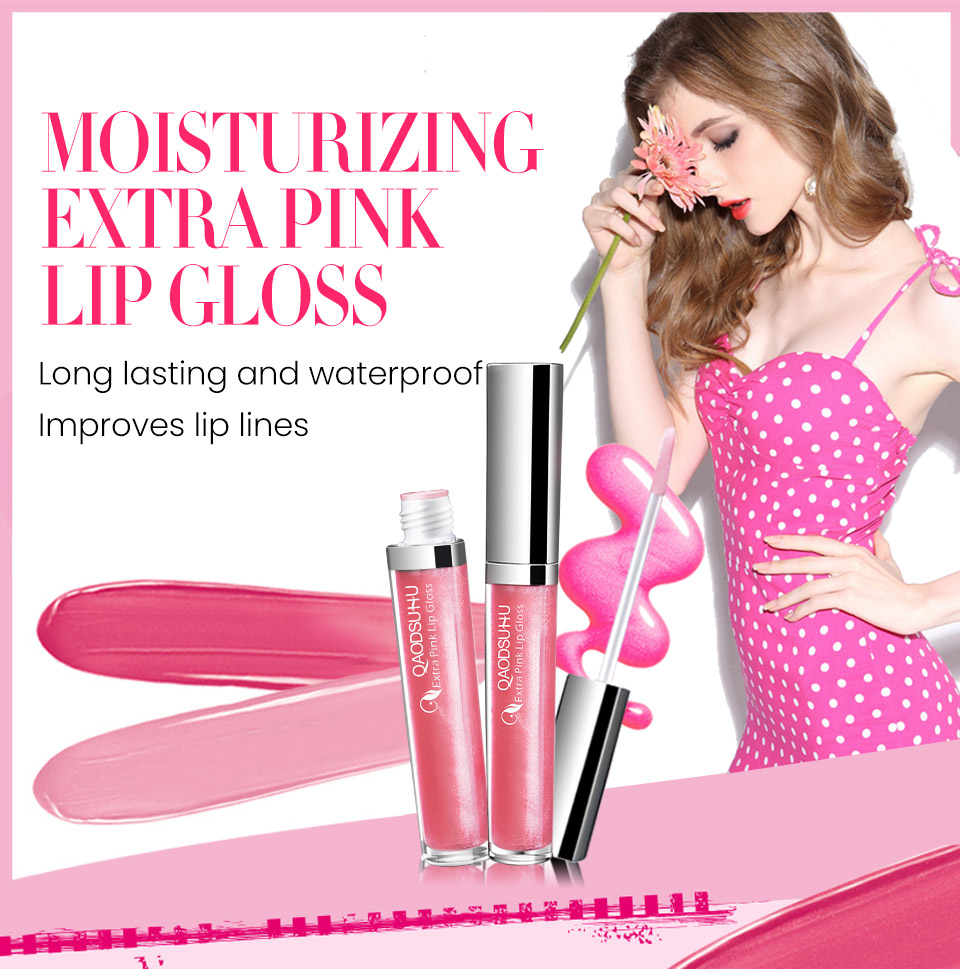 MOISTURIZING
EXTRA PINK
LIP GLOSS
Long lasting and waterproof
Improves lip lines
QAODSUHU
Extra Pink Lip Gloss
QAODSUHU
Extra Pink Lip Gloss